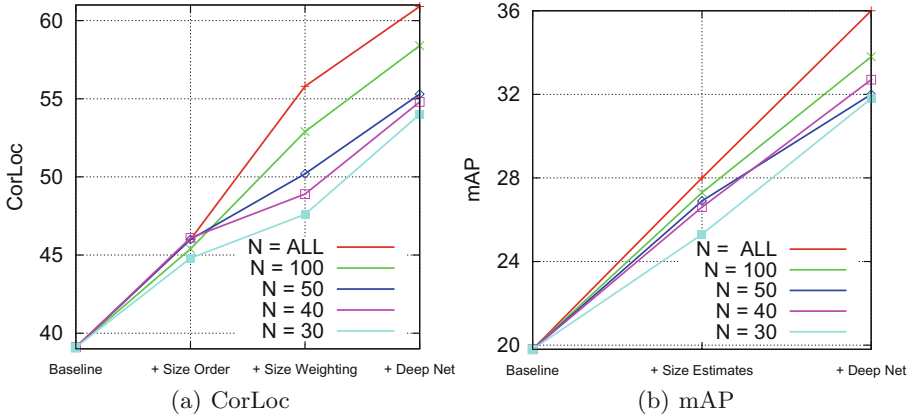 60
55
50
45
40
CorLoc
N = ALL
N = 100
N = 50
N = 40
N = 30
Baseline
+ Size Order
+ Size Weighting
+ Deep Net
(a) CorLoc
36
32
28
24
20
mAP
N = ALL
N = 100
N = 50
N = 40
N = 30
Baseline
+ Size Estimates
+ Deep Net
(b) mAP